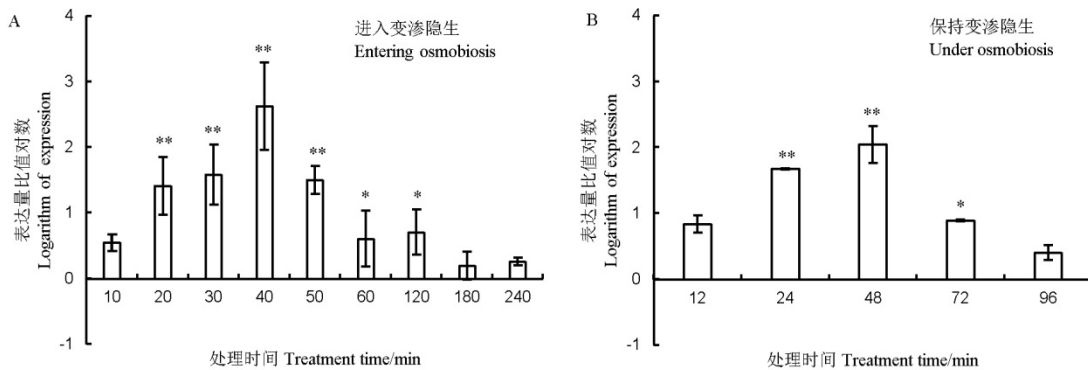 A
进入变渗隐生
Entering osmobiosis
表达量比值对数
Logarithm of expression
4
3
2
1
0
-1
**
**
**
**
*
*
10 20 30 40 50 60 120 180 240
处理时间 Treatment time/min
B
保持变渗隐生
Under osmobiosis
表达量比值对数
Logarithm of expression
4
3
2
1
0
-1
**
**
*
12 24 48 72 96
处理时间 Treatment time/min